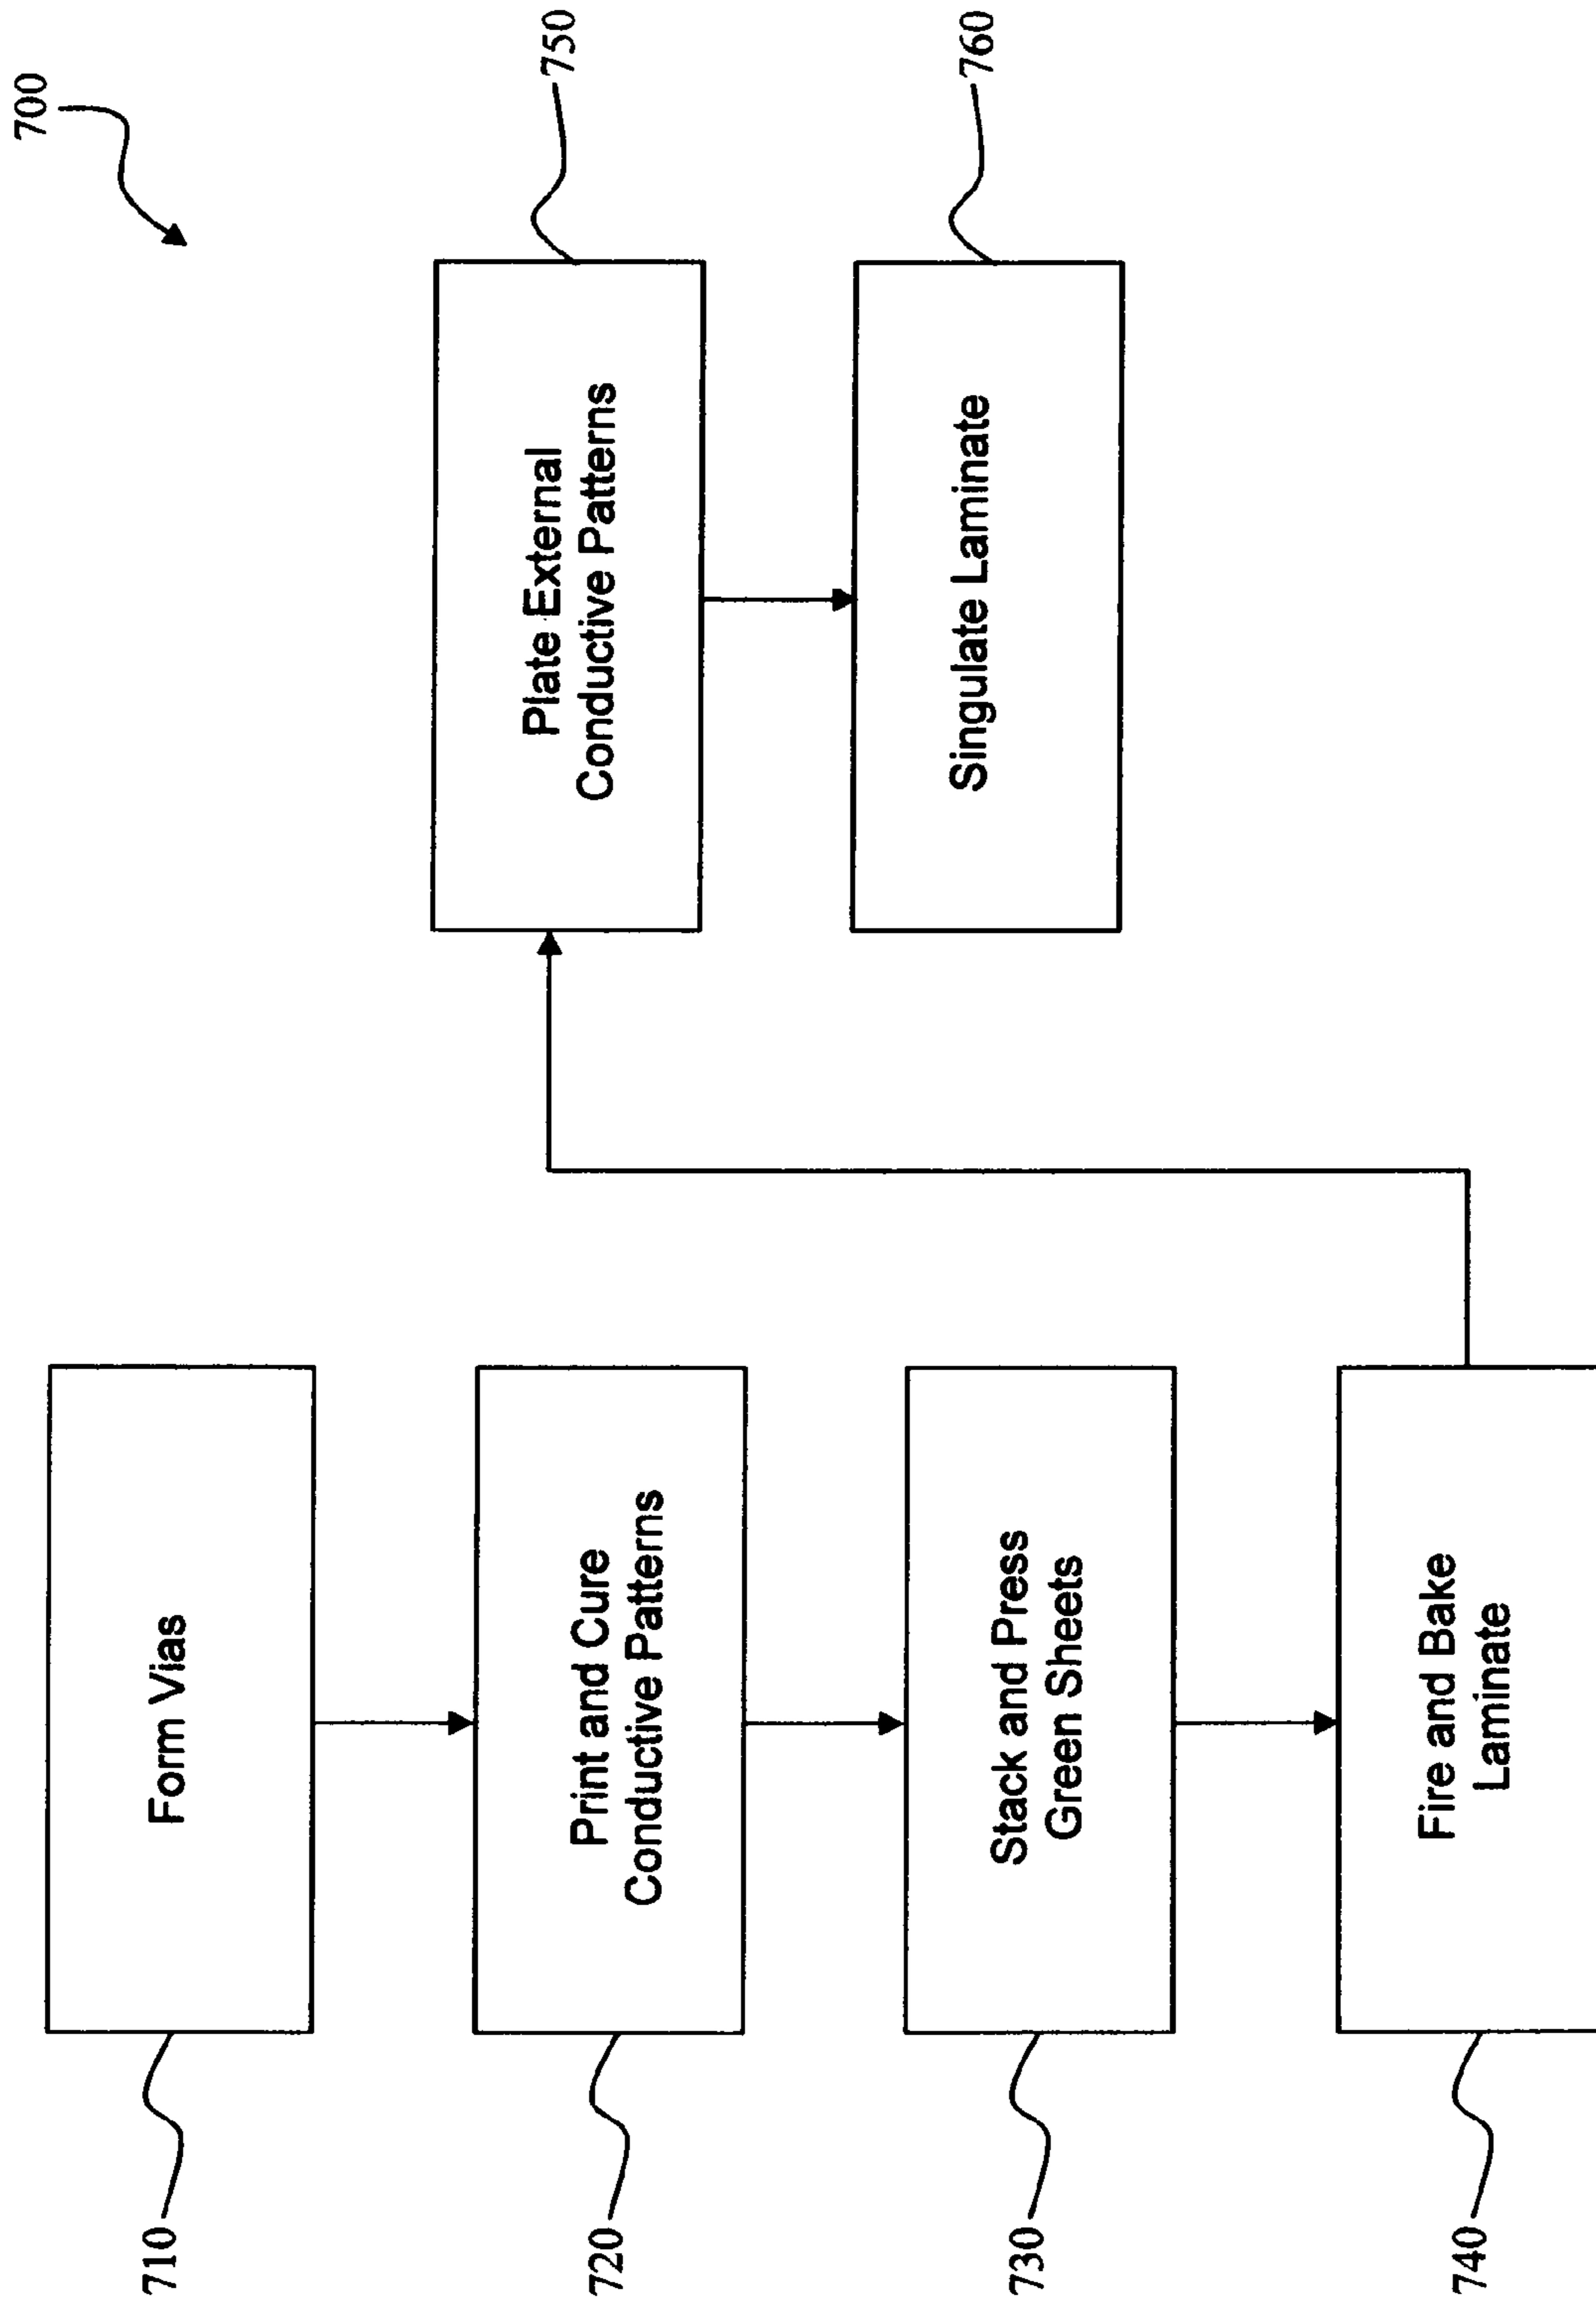 700
710
Form Vias
720
Print and Cure
Conductive Patterns
730
Stack and Press
Green Sheets
740
Fire and Bake
Laminate
750
Plate External
Conductive Patterns
760
Singulate Laminate